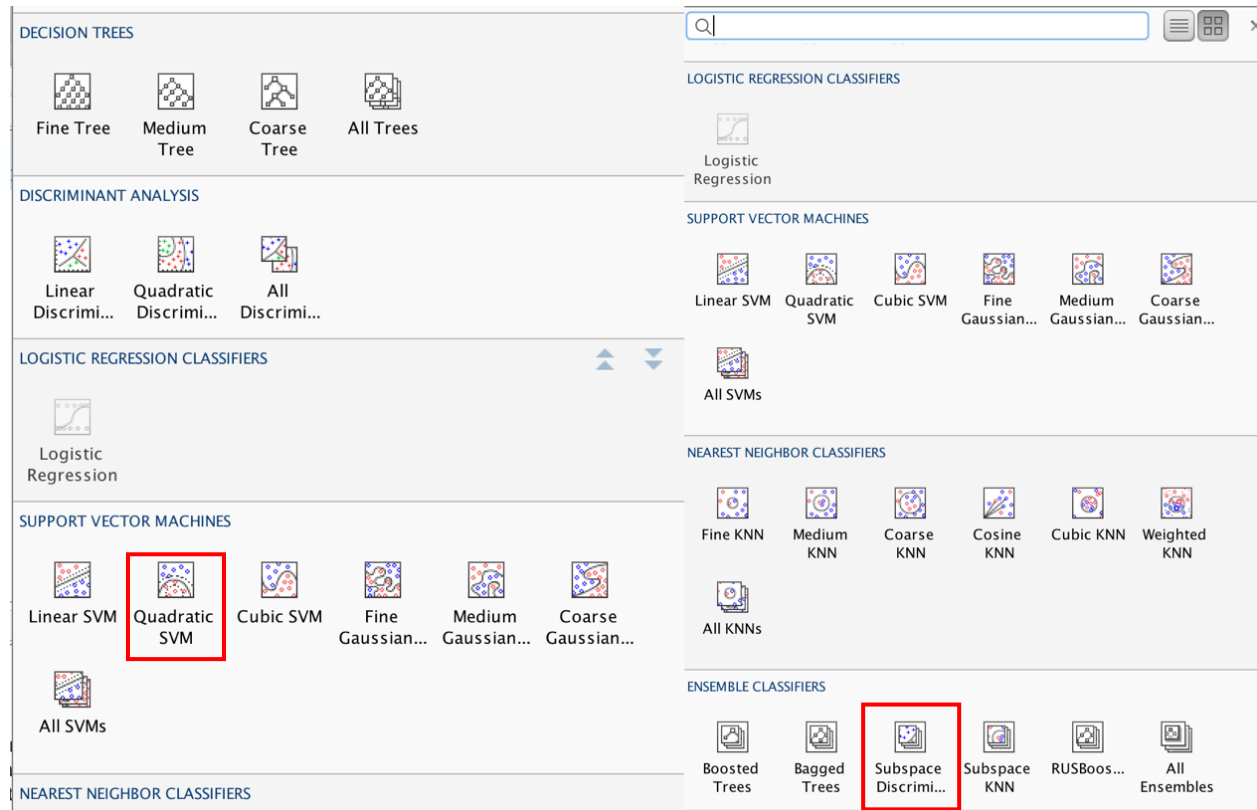 DECISION TREES
Fine Tree
Medium
Tree
Coarse
Tree
All Trees
DISCRIMINANT ANALYSIS
Linear
Discrimi...
Quadratic
Discrimi...
All
Discrimi...
LOGISTIC REGRESSION CLASSIFIERS
Logistic
Regression
SUPPORT VECTOR MACHINES
Linear SVM
Quadratic
SVM
Cubic SVM
Fine
Gaussian...
Medium
Gaussian...
Coarse
Gaussian...
All SVMs
NEAREST NEIGHBOR CLASSIFIERS
LOGISTIC REGRESSION CLASSIFIERS
Logistic
Regression
SUPPORT VECTOR MACHINES
Linear SVM
Quadratic
SVM
Cubic SVM
Fine
Gaussian...
Medium
Gaussian...
Coarse
Gaussian...
All SVMs
NEAREST NEIGHBOR CLASSIFIERS
Fine KNN
Medium
KNN
Coarse
KNN
Cosine
KNN
Cubic KNN
Weighted
KNN
All KNNs
ENSEMBLE CLASSIFIERS
Boosted
Trees
Bagged
Trees
Subspace
Discrimi...
Subspace
KNN
RUSBoos...
All
Ensembles